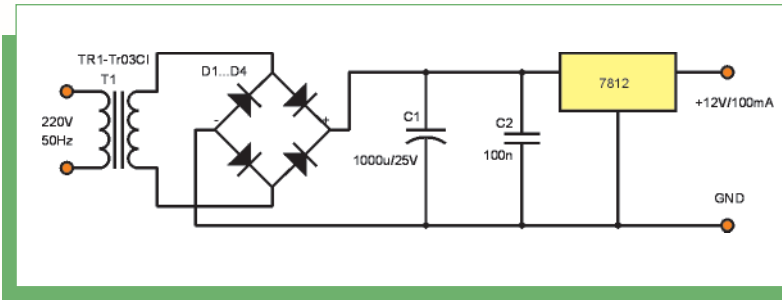 TR1-Tr03CI
T1
220V
50Hz
D1...D4
-
+
C1
1000u/25V
C2
100n
7812
+12V/100mA
GND